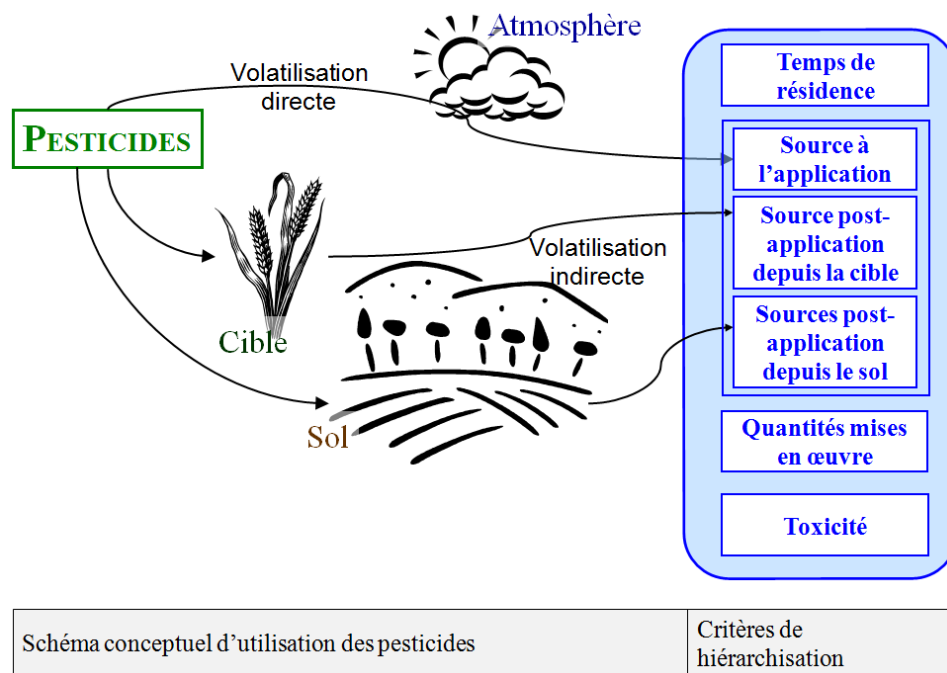 Atmosphère
Volatilisation
directe
PESTICIDES
Cible
Volatilisation
indirecte
Sol
Temps de
résidence
Source à
l’application
Source post-
application
depuis la cible
Sources post-
application
depuis le sol
Quantités mises
en œuvre
Toxicité
Schéma conceptuel d’utilisation des pesticides
Critères de
hiérarchisation